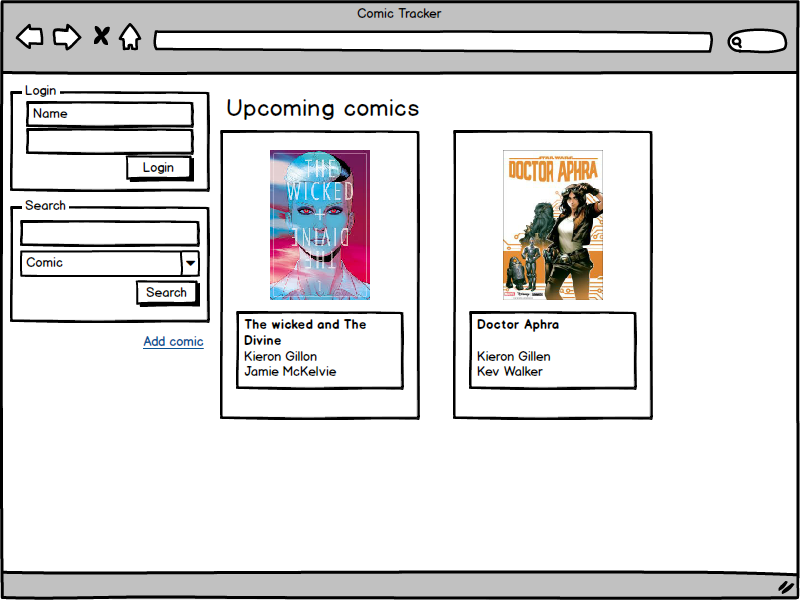 Comic Tracker
Login
Name
Login
Search
Comic
Search
Add comic
Upcoming comics
THE
WICKED
+
DIVINE
THE
The wicked and The
Divine
Kieron Gillon
Jamie McKelvie
STAR WARS
DOCTOR APHRA
Doctor Aphra
Kieron Gillen
Kev Walker